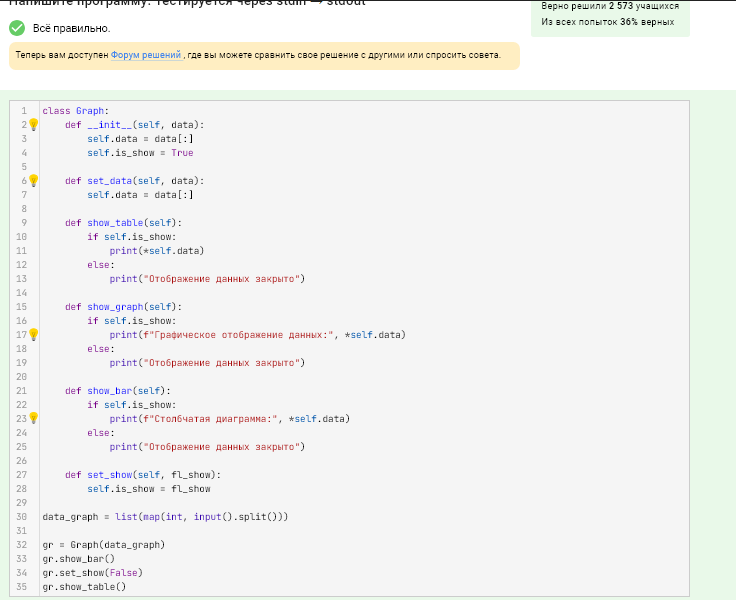 Напишите программу. Тестируется через stdin → stdout
Верно решили 2 573 учащихся
Из всех попыток 36% верных
Всё правильно.
Теперь вам доступен Форум решений, где вы можете сравнить свое решение с другими или спросить совета.
1 class Graph:
2     def __init__(self, data):
3         self.data = data[:]
4         self.is_show = True
5
6     def set_data(self, data):
7         self.data = data[:]
8
9     def show_table(self):
10         if self.is_show:
11             print(*self.data)
12         else:
13             print("Отображение данных закрыто")
14
15     def show_graph(self):
16         if self.is_show:
17             print(f"Графическое отображение данных:", *self.data)
18         else:
19             print("Отображение данных закрыто")
20
21     def show_bar(self):
22         if self.is_show:
23             print(f"Столбчатая диаграмма:", *self.data)
24         else:
25             print("Отображение данных закрыто")
26
27     def set_show(self, fl_show):
28         self.is_show = fl_show
29
30 data_graph = list(map(int, input().split()))
31
32 gr = Graph(data_graph)
33 gr.show_bar()
34 gr.set_show(False)
35 gr.show_table()